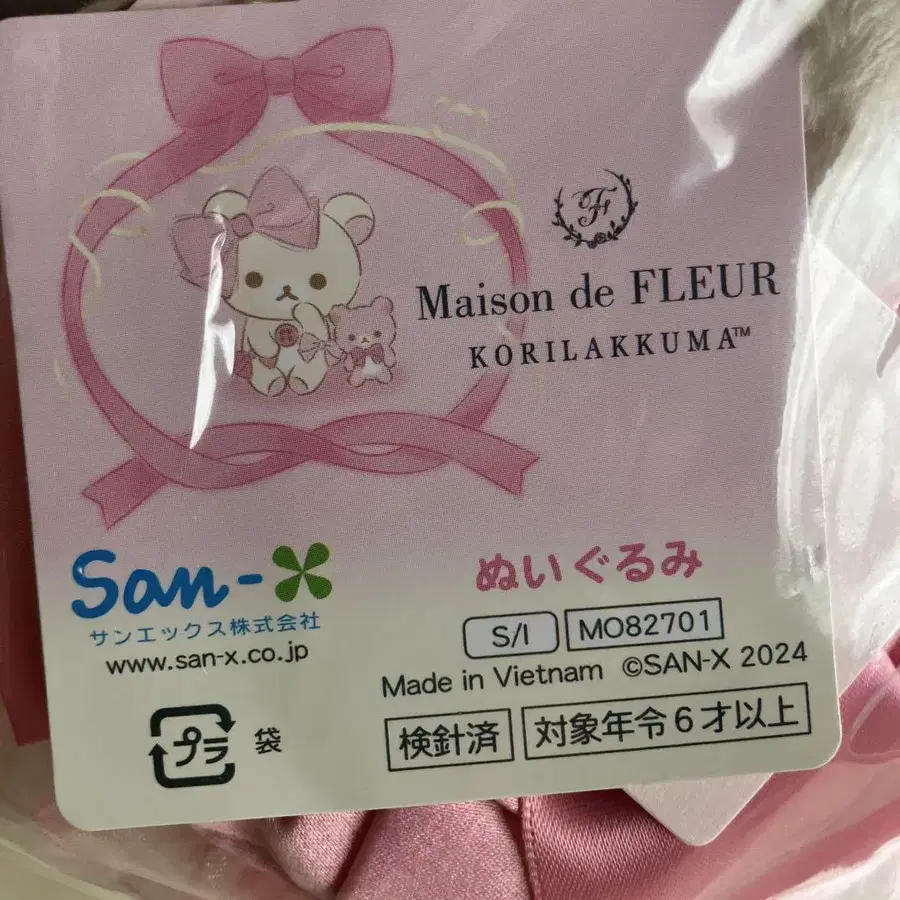 F
Maison de FLEUR
KORILAKKUMA™
San-X
サンエックス株式会社
www.san-x.co.jp
ぬいぐるみ
S/I MO82701
Made in Vietnam ©SAN-X 2024
プラ 袋
検針済 対象年令6才以上